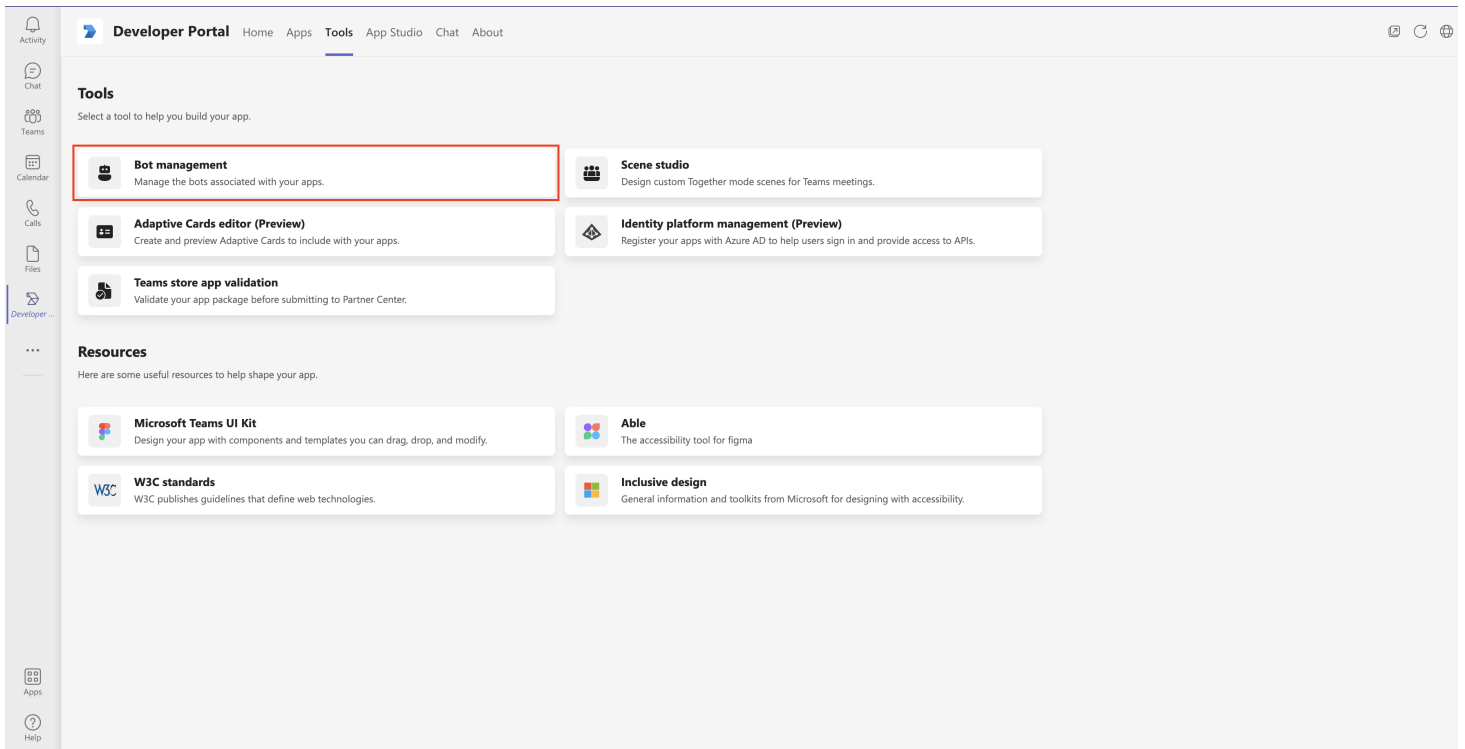 Activity
Chat
Teams
Calendar
Calls
Files
Developer ...
Apps
Help
Developer Portal Home Apps Tools App Studio Chat About
Tools
Select a tool to help you build your app.
Bot management
Manage the bots associated with your apps.
Scene studio
Design custom Together mode scenes for Teams meetings.
Adaptive Cards editor (Preview)
Create and preview Adaptive Cards to include with your apps.
Identity platform management (Preview)
Register your apps with Azure AD to help users sign in and provide access to APIs.
Teams store app validation
Validate your app package before submitting to Partner Center.
Resources
Here are some useful resources to help shape your app.
Microsoft Teams UI Kit
Design your app with components and templates you can drag, drop, and modify.
Able
The accessibility tool for figma
W3C
W3C standards
W3C publishes guidelines that define web technologies.
Inclusive design
General information and toolkits from Microsoft for designing with accessibility.